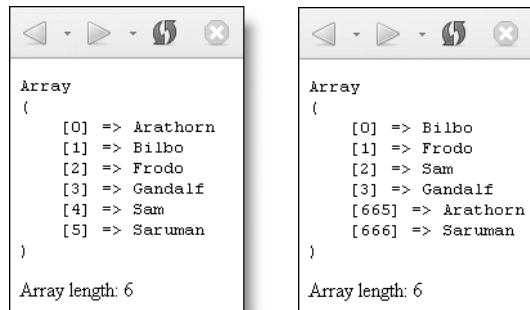 Array
(
    [0] => Arathorn
    [1] => Bilbo
    [2] => Frodo
    [3] => Gandalf
    [4] => Sam
    [5] => Saruman
)
Array length: 6
Array
(
    [0] => Bilbo
    [1] => Frodo
    [2] => Sam
    [3] => Gandalf
    [665] => Arathorn
    [666] => Saruman
)
Array length: 6